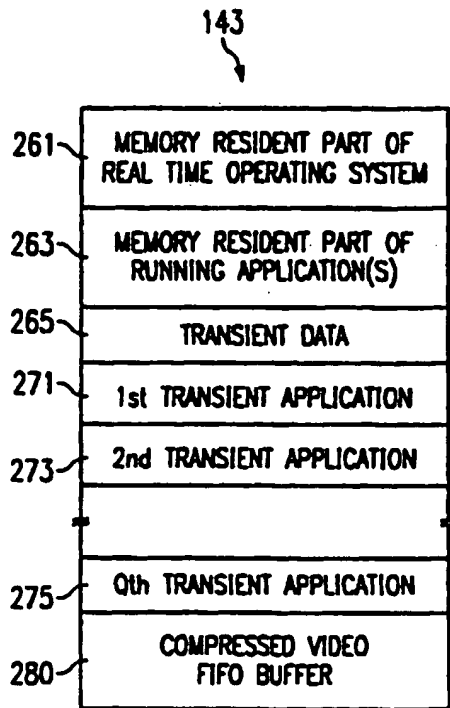 143
261
MEMORY RESIDENT PART OF
REAL TIME OPERATING SYSTEM
263
MEMORY RESIDENT PART OF
RUNNING APPLICATION(S)
265
TRANSIENT DATA
271
1st TRANSIENT APPLICATION
273
2nd TRANSIENT APPLICATION
275
Qth TRANSIENT APPLICATION
280
COMPRESSED VIDEO
FIFO BUFFER